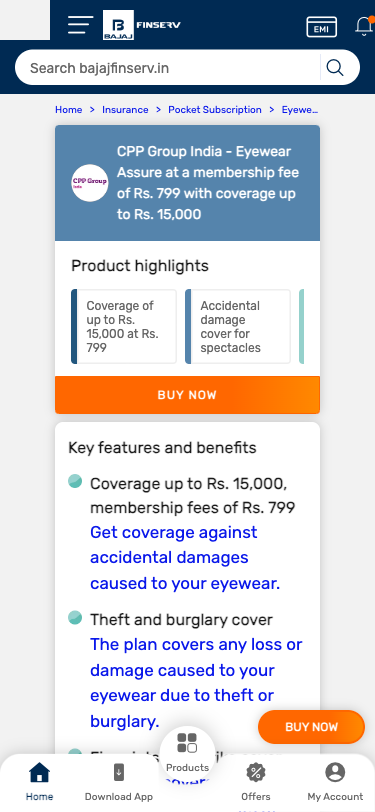 BAJAJ
FINSERV
EMI
Search bajajfinserv.in
Home > Insurance > Pocket Subscription > Eyewe...
CPP Group
India
CPP Group India - Eyewear
Assure at a membership fee
of Rs. 799 with coverage up
to Rs. 15,000
Product highlights
Coverage of
up to Rs.
15,000 at Rs.
799
Accidental
damage
cover for
spectacles
BUY NOW
Key features and benefits
Coverage up to Rs. 15,000,
membership fees of Rs. 799
Get coverage against
accidental damages
caused to your eyewear.
Theft and burglary cover
The plan covers any loss or
damage caused to your
eyewear due to theft or
burglary.
BUY NOW
Products
Home
Download App
Offers
My Account